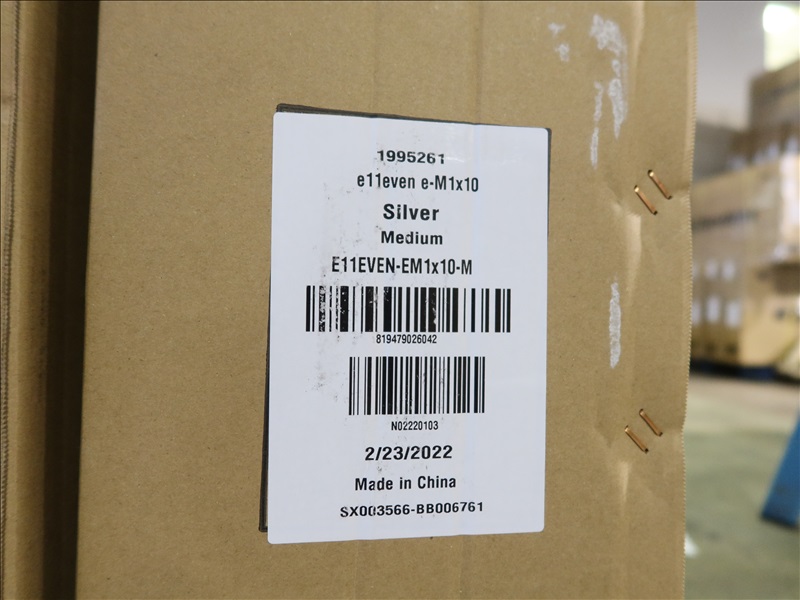 1995261
e11even e-M1x10
Silver
Medium
E11EVEN-EM1x10-M
819479026042
N02220103
2/23/2022
Made in China
SX003566-BB006761